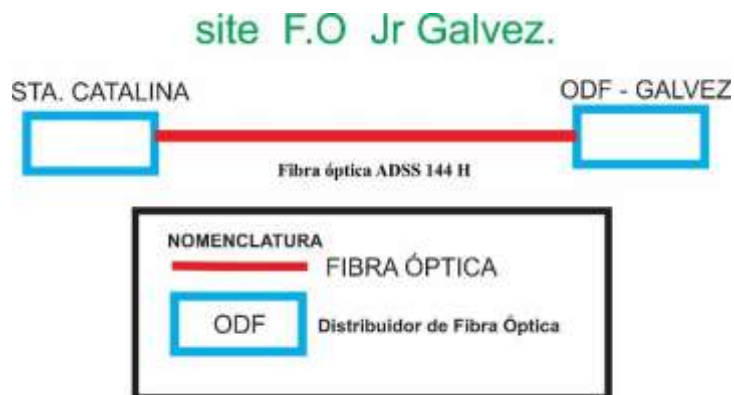 site F.O Jr Galvez.
STA. CATALINA
ODF - GALVEZ
Fibra óptica ADSS 144 H
NOMENCLATURA
FIBRA ÓPTICA
ODF
Distribuidor de Fibra Óptica